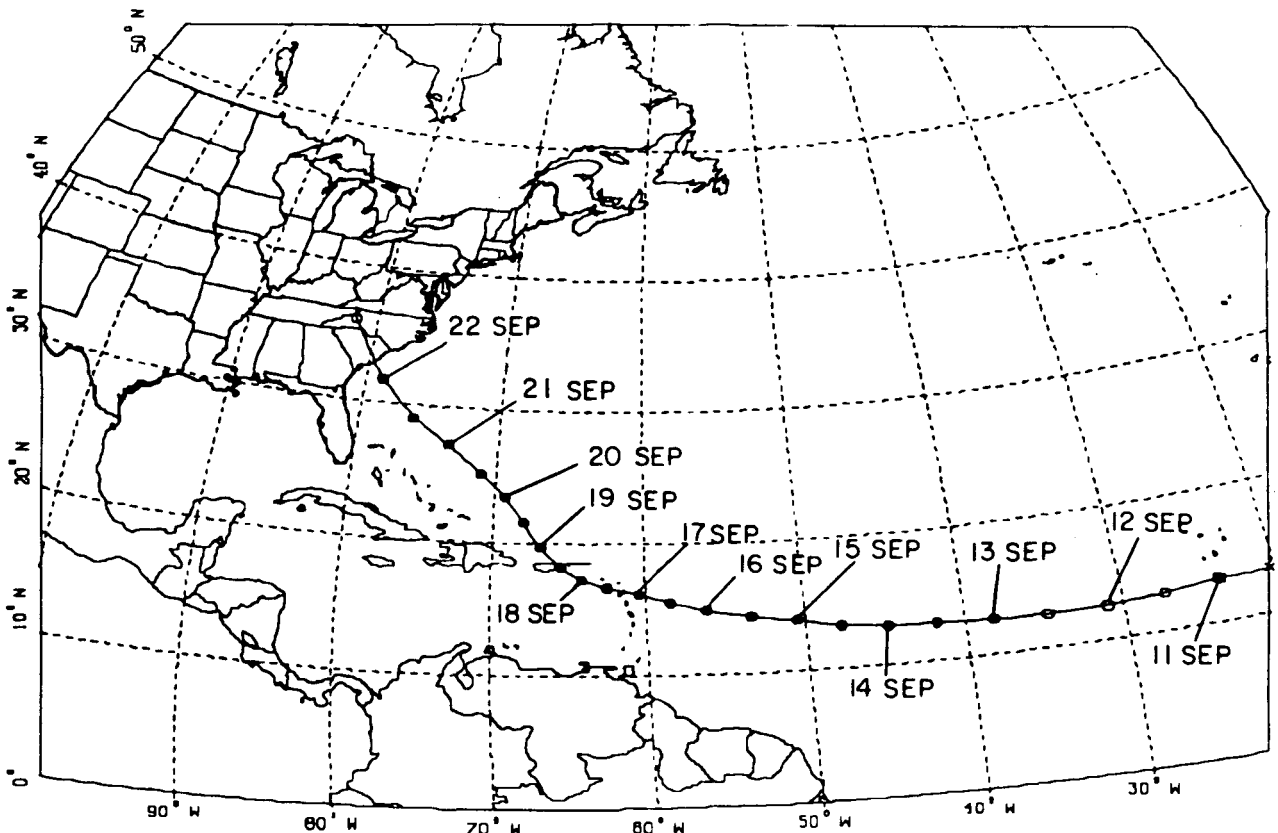 50° N
40° N
30° N
20° N
10° N
0°
22 SEP
21 SEP
20 SEP
19 SEP
17 SEP
16 SEP
15 SEP
13 SEP
12 SEP
18 SEP
14 SEP
11 SEP
90° W
80° W
70° W
60° W
50° W
40° W
30° W